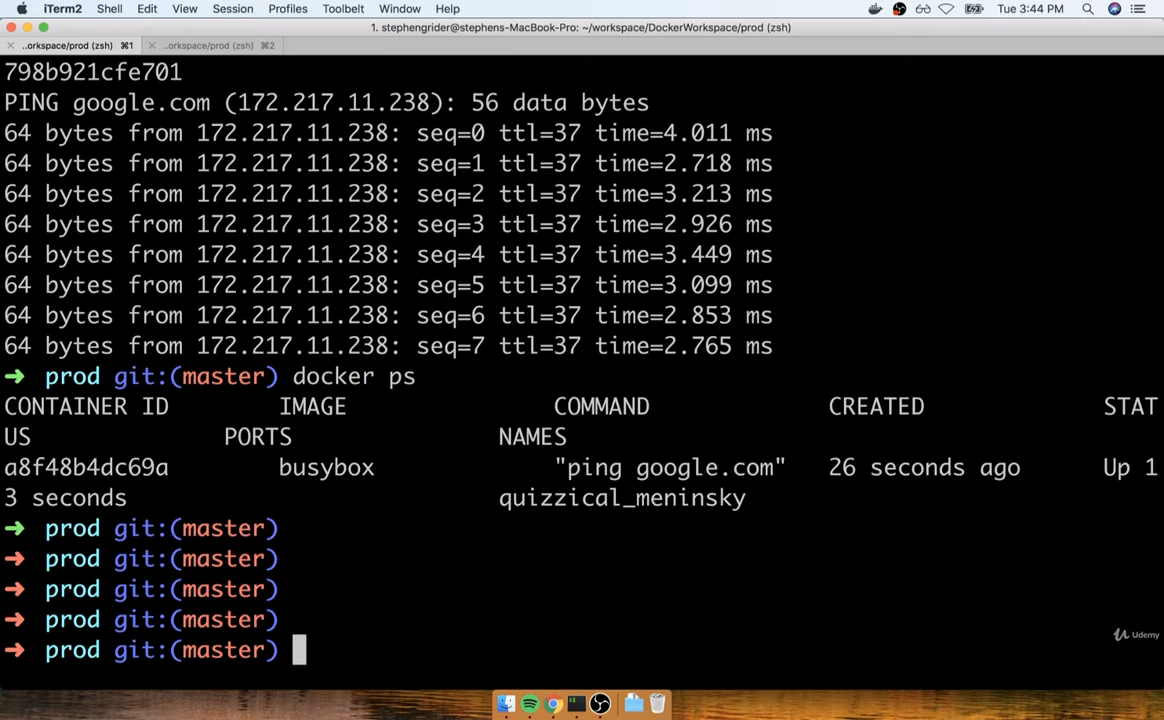 iTerm2 Shell Edit View Session Profiles Toolbelt Window Help Tue 3:44 PM
1. stephengrider@stephens-MacBook-Pro: ~/workspace/DockerWorkspace/prod (zsh)
..orkspace/prod (zsh) ⌘1 ..orkspace/prod (zsh) ⌘2
798b921cfe701
PING google.com (172.217.11.238): 56 data bytes
64 bytes from 172.217.11.238: seq=0 ttl=37 time=4.011 ms
64 bytes from 172.217.11.238: seq=1 ttl=37 time=2.718 ms
64 bytes from 172.217.11.238: seq=2 ttl=37 time=3.213 ms
64 bytes from 172.217.11.238: seq=3 ttl=37 time=2.926 ms
64 bytes from 172.217.11.238: seq=4 ttl=37 time=3.449 ms
64 bytes from 172.217.11.238: seq=5 ttl=37 time=3.099 ms
64 bytes from 172.217.11.238: seq=6 ttl=37 time=2.853 ms
64 bytes from 172.217.11.238: seq=7 ttl=37 time=2.765 ms
➜ prod git:(master) docker ps
CONTAINER ID IMAGE COMMAND CREATED STAT
US PORTS NAMES
a8f48b4dc69a busybox "ping google.com" 26 seconds ago Up 1
3 seconds quizzical_meninsky
➜ prod git:(master)
➜ prod git:(master)
➜ prod git:(master)
➜ prod git:(master)
➜ prod git:(master)
Udemy